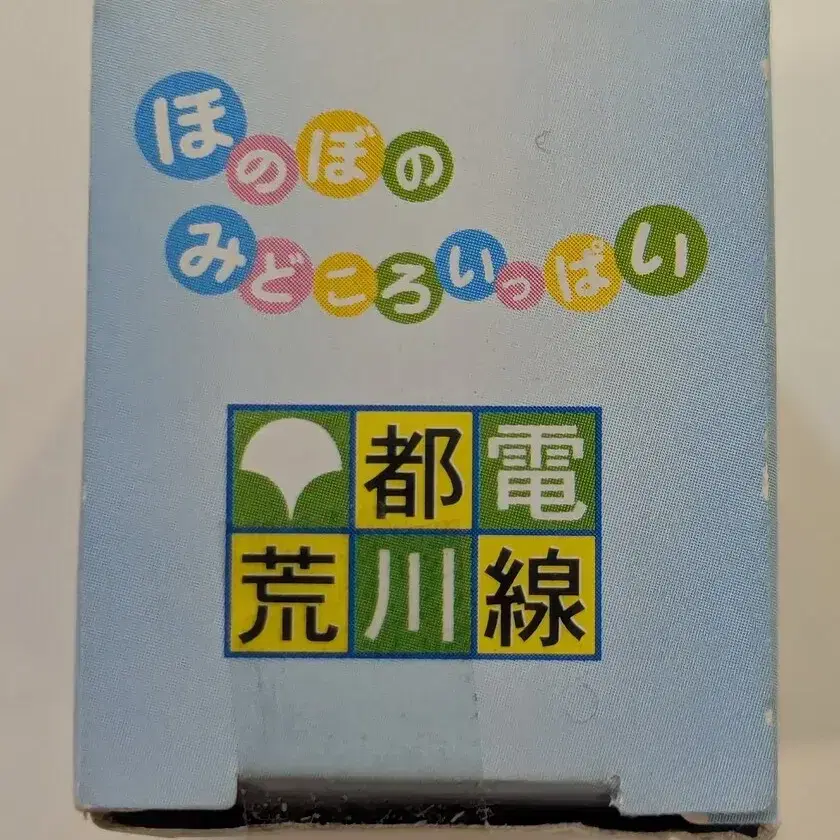 ほのぼの
みどころいっぱい
都電
荒川線